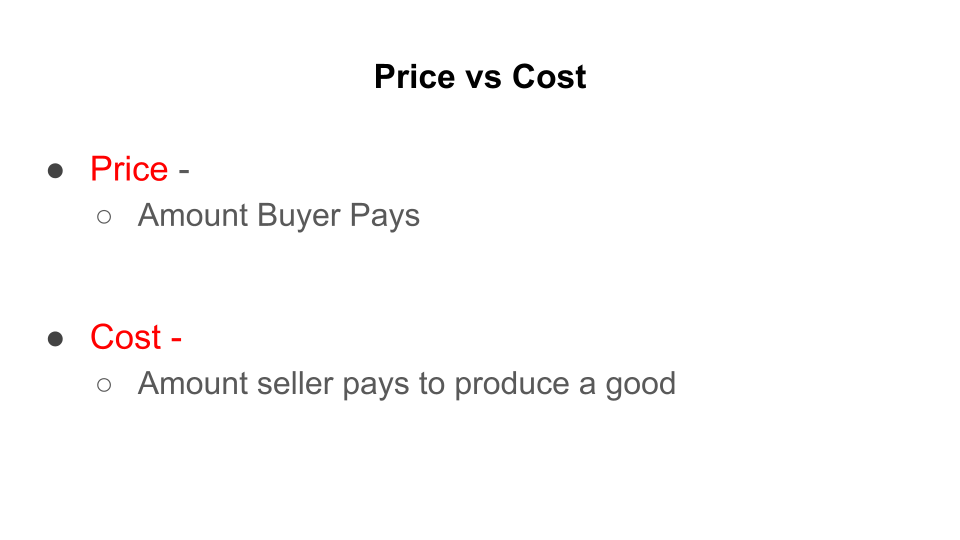 Price vs Cost
● Price -
○ Amount Buyer Pays
● Cost -
○ Amount seller pays to produce a good